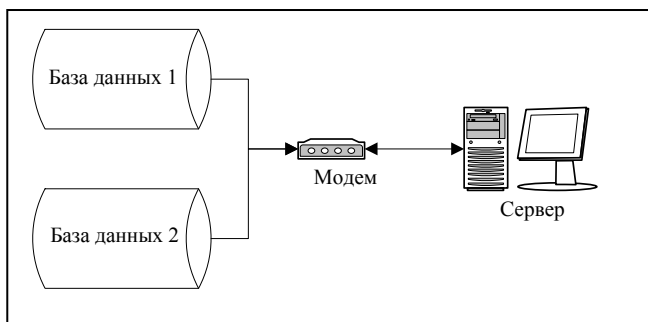 База данных 1
Модем
Сервер
База данных 2